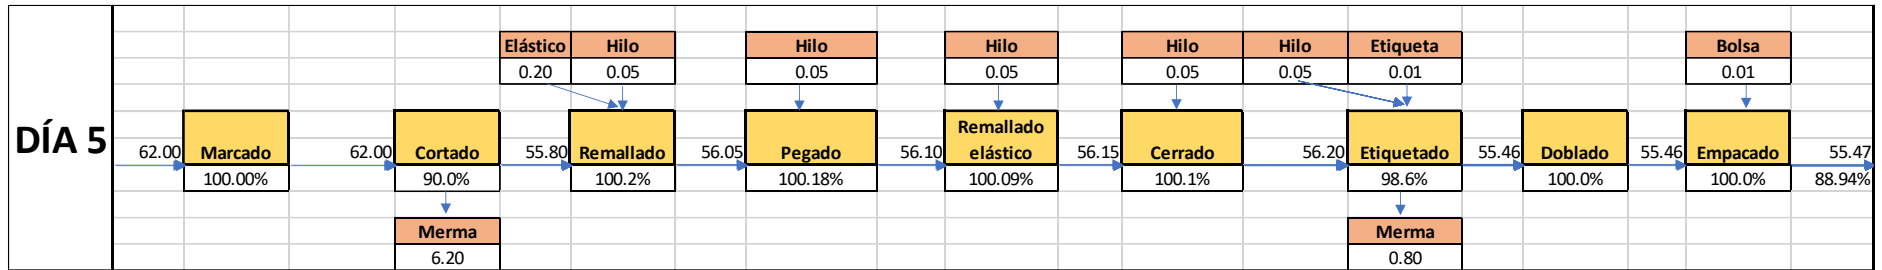 Elástico Hilo Hilo Hilo Hilo Hilo Etiqueta Bolsa
0.20 0.05 0.05 0.05 0.05 0.05 0.01 0.01
DÍA 5
Remallado
62.00 Marcado 62.00 Cortado 55.80 Remallado 56.05 Pegado 56.10 elástico 56.15 Cerrado 56.20 Etiquetado 55.46 Doblado 55.46 Empacado 55.47
100.00% 90.0% 100.2% 100.18% 100.09% 100.1% 98.6% 100.0% 100.0% 88.94%
Merma Merma
6.20 0.80